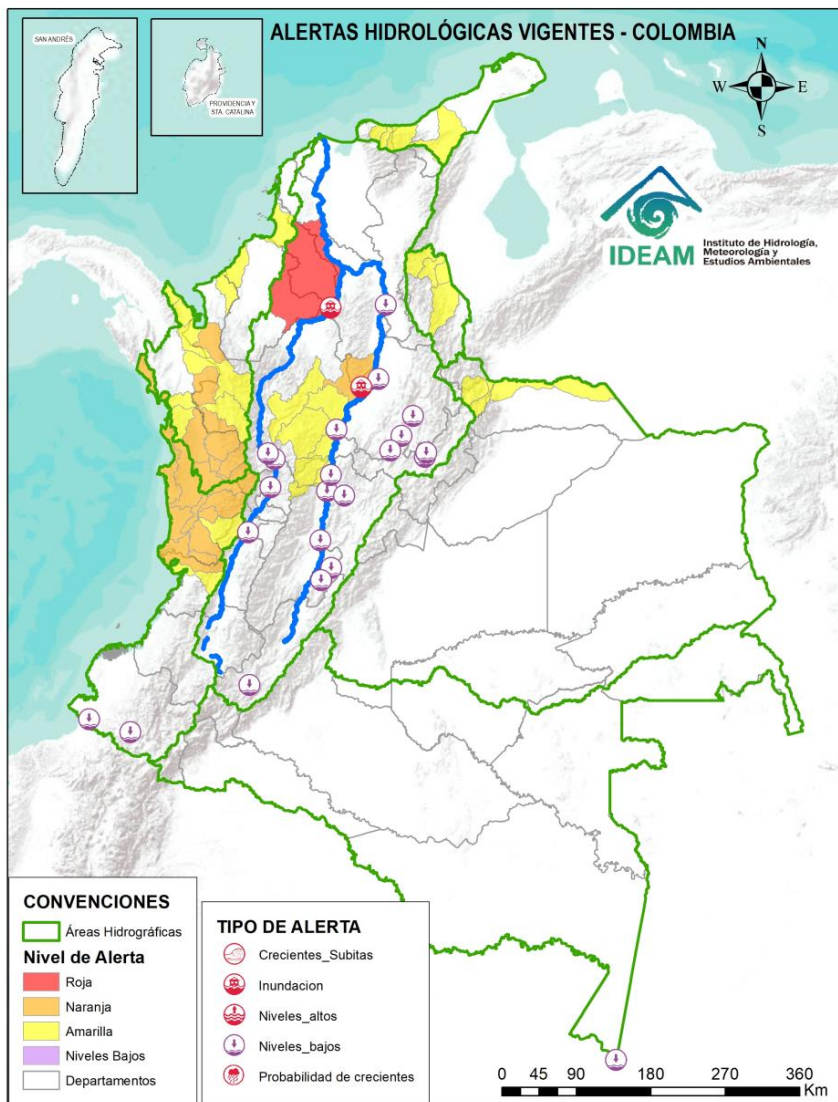 ALERTAS HIDROLÓGICAS VIGENTES - COLOMBIA
SAN ANDRÉS
PROVIDENCIA Y
STA. CATALINA
N
W E
S
IDEAM
Instituto de Hidrología,
Meteorología y
Estudios Ambientales
CONVENCIONES
Áreas Hidrográficas
Nivel de Alerta
Roja
Naranja
Amarilla
Niveles Bajos
Departamentos
TIPO DE ALERTA
Crecientes_Subitas
Inundacion
Niveles_altos
Niveles_bajos
Probabilidad de crecientes
0 45 90 180 270 360
Km